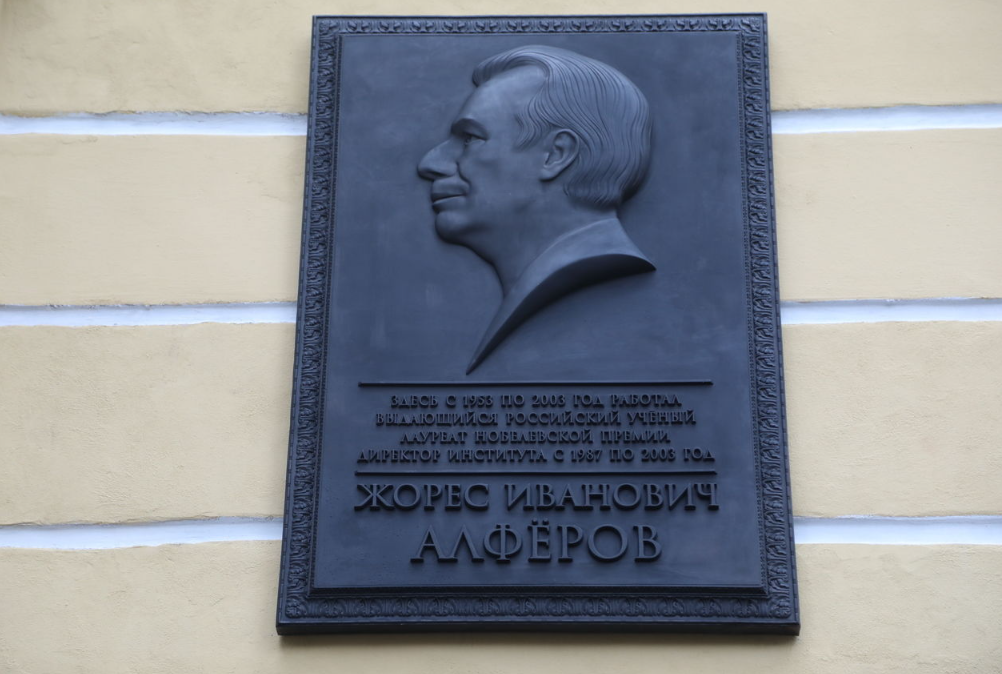 ЗДЕСЬ С 1953 ПО 2003 ГОД РАБОТАЛ
ВЫДАЮЩИЙСЯ РОССИЙСКИЙ УЧЁНЫЙ
ЛАУРЕАТ НОБЕЛЕВСКОЙ ПРЕМИИ
ДИРЕКТОР ИНСТИТУТА С 1987 ПО 2003 ГОД
ЖОРЕС ИВАНОВИЧ
АЛФЁРОВ